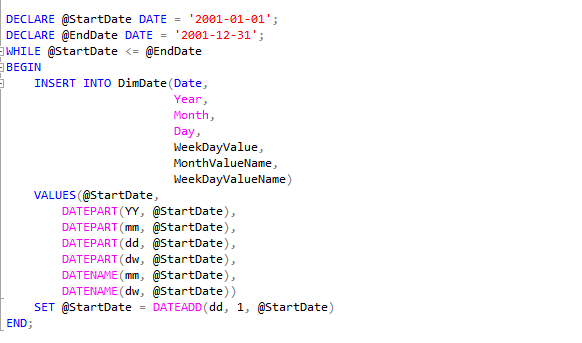 DECLARE @StartDate DATE = '2001-01-01';
DECLARE @EndDate DATE = '2001-12-31';
WHILE @StartDate <= @EndDate
BEGIN
    INSERT INTO DimDate(Date,
                        Year,
                        Month,
                        Day,
                        WeekDayValue,
                        MonthValueName,
                        WeekDayValueName)
    VALUES(@StartDate,
        DATEPART(YY, @StartDate),
        DATEPART(mm, @StartDate),
        DATEPART(dd, @StartDate),
        DATEPART(dw, @StartDate),
        DATENAME(mm, @StartDate),
        DATENAME(dw, @StartDate))
    SET @StartDate = DATEADD(dd, 1, @StartDate)
END;